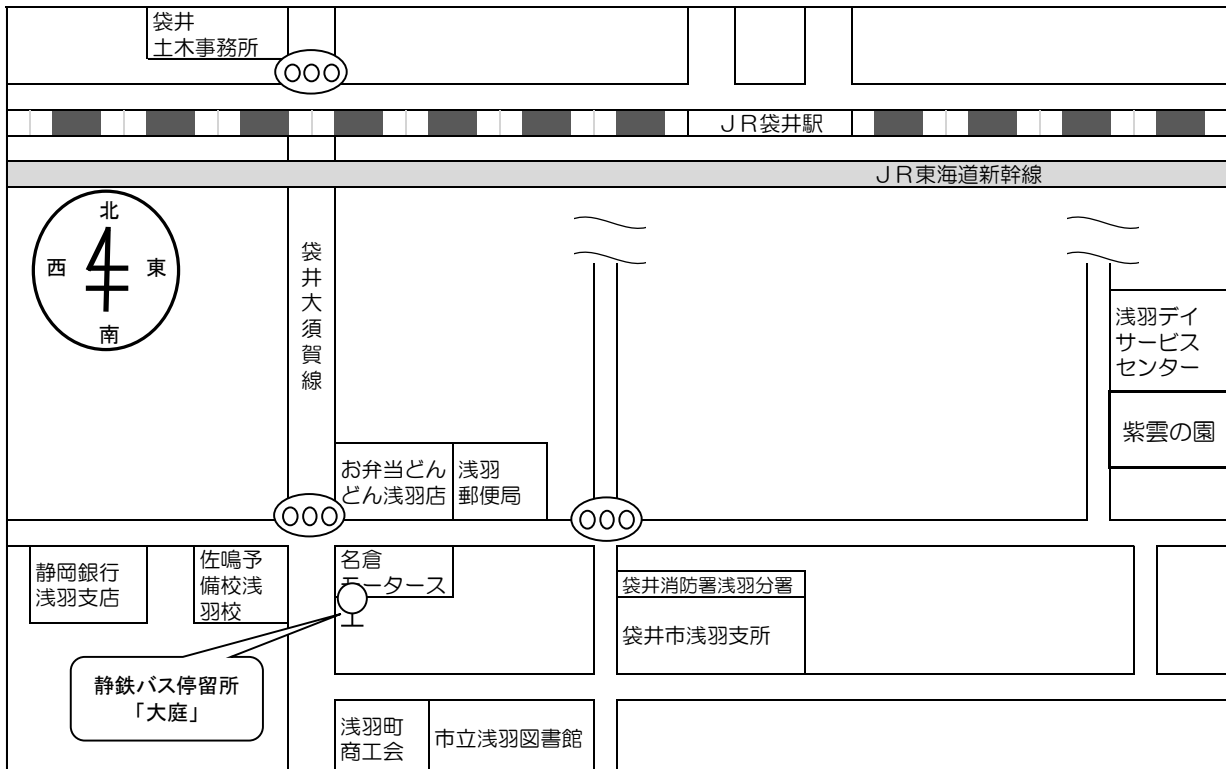 袋井
土木事務所
JR袋井駅
JR東海道新幹線
北
西
東
南
袋井大須賀線
浅羽デイ
サービス
センター
紫雲の園
お弁当どん
どん浅羽店
浅羽
郵便局
静岡銀行
浅羽支店
佐鳴予
備校浅
羽校
名倉
モータース
袋井消防署浅羽分署
袋井市浅羽支所
静鉄バス停留所
「大庭」
浅羽町
商工会
市立浅羽図書館